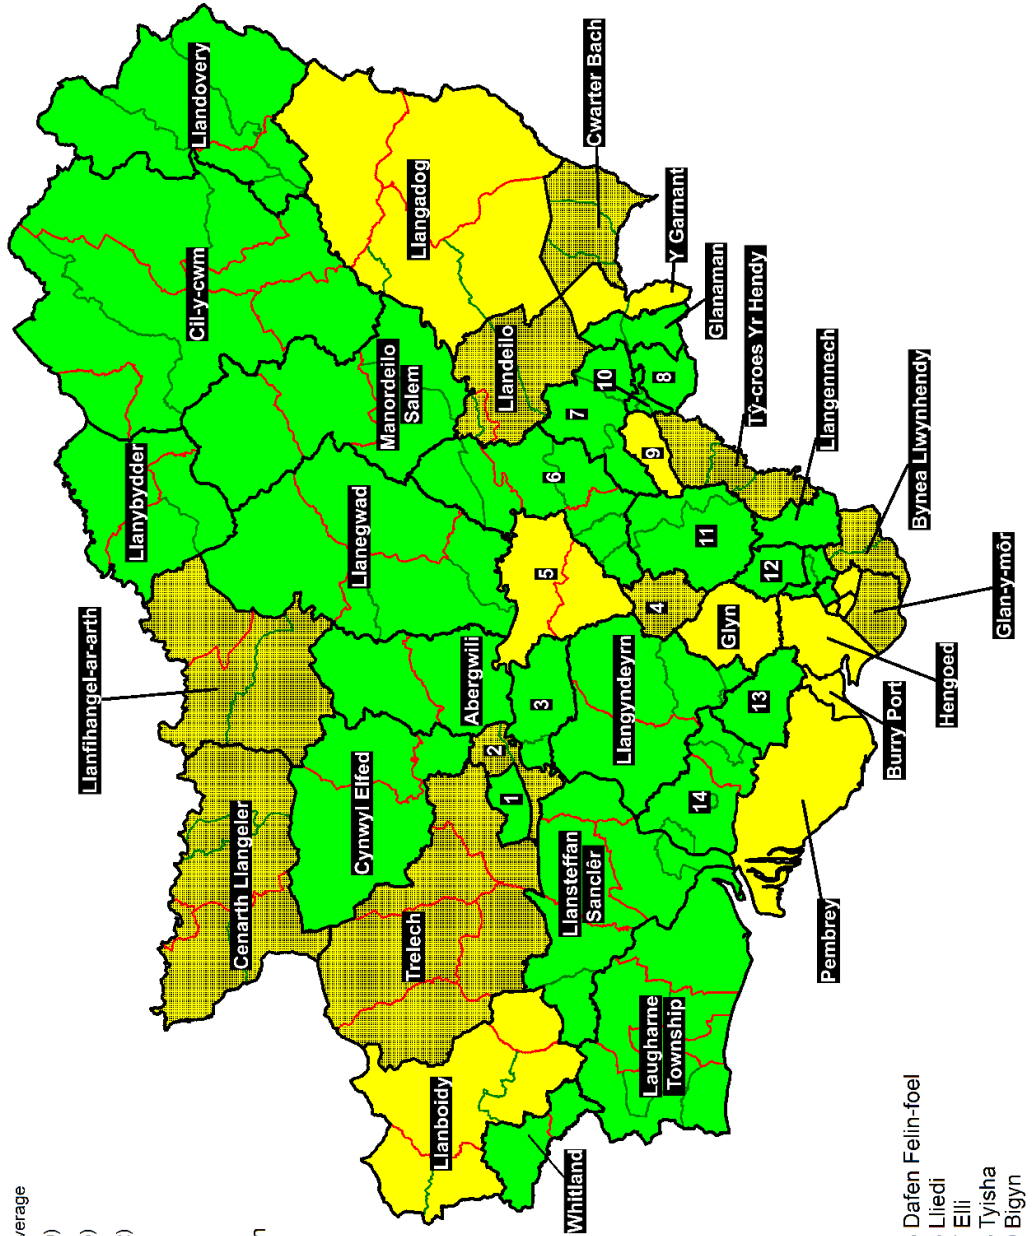 verage
)
)
)
n
Llandovery
Cwarter Bach
Llangadog
Y Garnant
Cil-y-cwm
Glanaman
Tŷ-croes Yr Hendy
Llandeilo
Manordeilo
Salem
10
8
7
Llangennech
Bynea Llwynhendy
9
6
Llanybydder
Llanegwad
11
5
12
4
Glan-y-môr
Glyn
Hengoed
Llanfihangel-ar-arth
Abergwili
3
Llangyndeyrn
13
Burry Port
2
1
14
Cynwyl Elfed
Cenarth Llangeler
Llansteffan
Sanclêr
Trelech
Pembrey
Laugharne
Township
Llanboidy
Whitland
Dafen Felin-foel
Lliedi
Elli
Tyisha
Bigyn